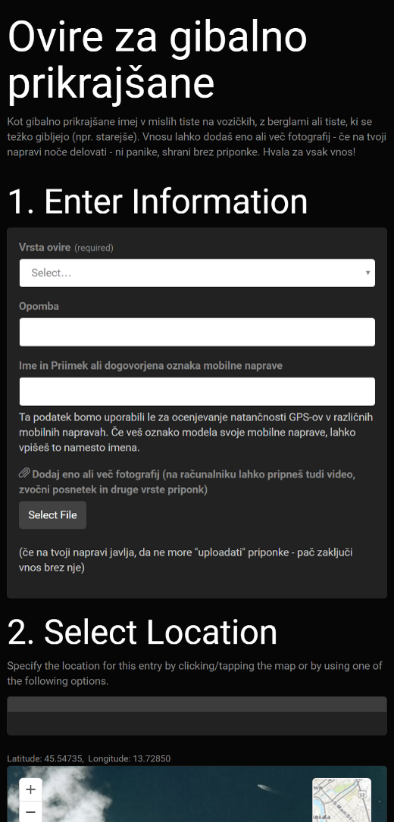 Ovire za gibalno
prikrajšane
Kot gibalno prikrajšane imej v mislih tiste na vozičkih, z berglami ali tiste, ki se
težko gibljejo (npr. starejše). Vnosu lahko dodaš eno ali več fotografij - če na tvoji
napravi noče delovati - ni panike, shrani brez priponke. Hvala za vsak vnos!
1. Enter Information
Vrsta ovire (required)
Select...
Opomba
Ime in Priimek ali dogovorjena oznaka mobilne naprave
Ta podatek bomo uporabili le za ocenjevanje natančnosti GPS-ov v različnih
mobilnih napravah. Če veš oznako modela svoje mobilne naprave, lahko
vpišeš to namesto imena.
Dodaj eno ali več fotografij (na računalniku lahko pripneš tudi video,
zvočni posnetek in druge vrste priponk)
Select File
(če na tvoji napravi javlja, da ne more "uploadati" priponke - pač zaključi
vnos brez nje)
2. Select Location
Specify the location for this entry by clicking/tapping the map or by using one of
the following options.
Latitude: 45.54735, Longitude: 13.72850
+
−